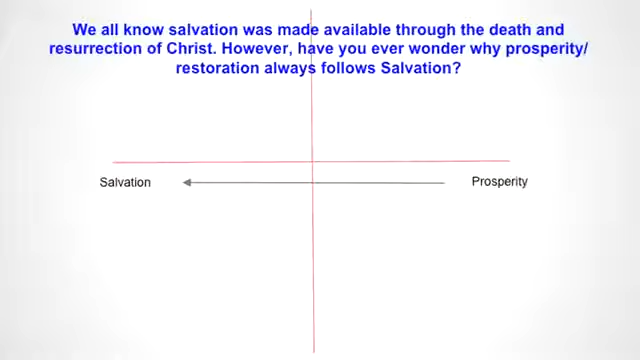 We all know salvation was made available through the death and
resurrection of Christ. However, have you ever wonder why prosperity/
restoration always follows Salvation?
Salvation
Prosperity